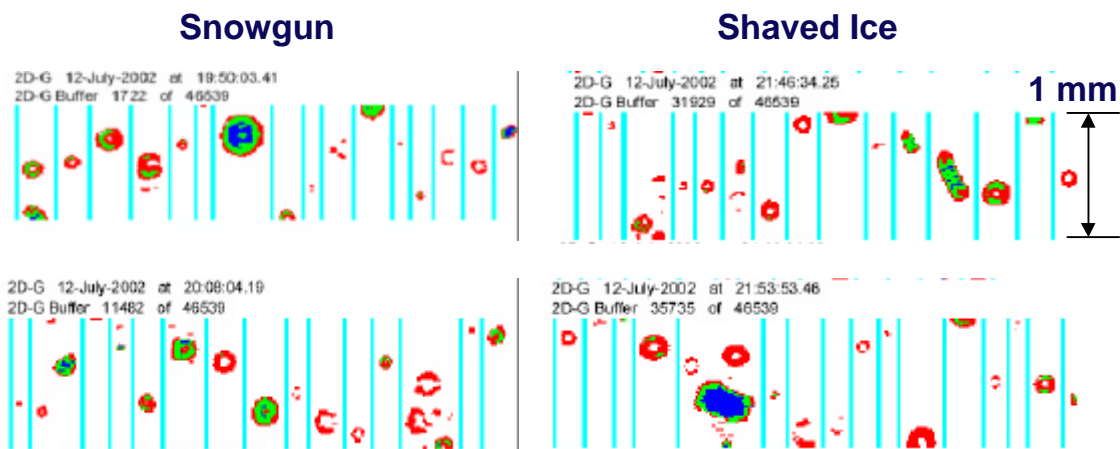 Snowgun
Shaved Ice
2D-G 12-July-2002 at 19:50:03.41
2D-G Buffer 1722 of 46539
2D-G 12-July-2002 at 21:46:34.25
2D-G Buffer 31929 of 46539
1 mm
2D-G 12-July-2002 at 20:08:04.19
2D-G Buffer 11482 of 46539
2D-G 12-July-2002 at 21:53:53.46
2D-G Buffer 35735 of 46539